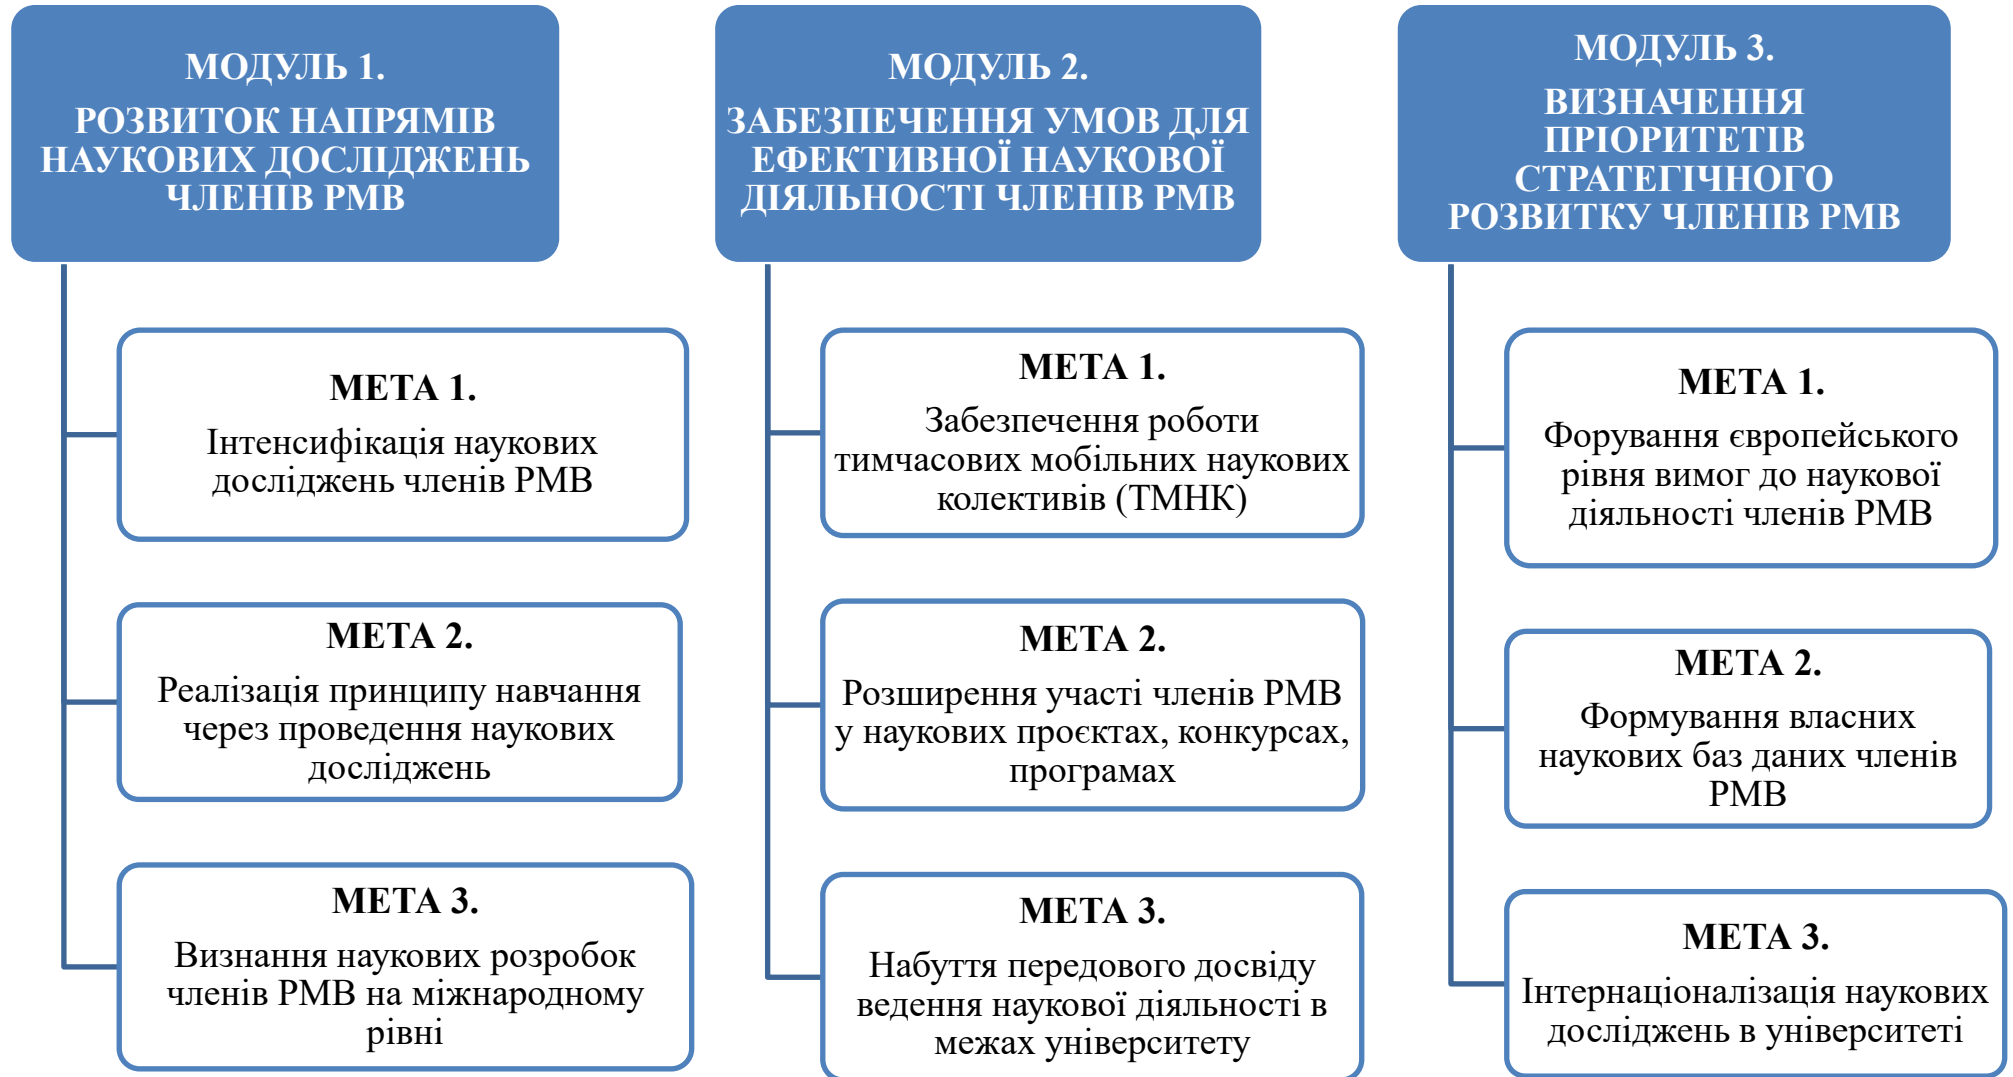 МОДУЛЬ 1.
РОЗВИТОК НАПРЯМІВ
НАУКОВИХ ДОСЛІДЖЕНЬ
ЧЛЕНІВ РМВ
МЕТА 1.
Інтенсифікація наукових
досліджень членів РМВ
МЕТА 2.
Реалізація принципу навчання
через проведення наукових
досліджень
МЕТА 3.
Визнання наукових розробок
членів РМВ на міжнародному
рівні
МОДУЛЬ 2.
ЗАБЕЗПЕЧЕННЯ УМОВ ДЛЯ
ЕФЕКТИВНОЇ НАУКОВОЇ
ДІЯЛЬНОСТІ ЧЛЕНІВ РМВ
МЕТА 1.
Забезпечення роботи
тимчасових мобільних наукових
колективів (ТМНК)
МЕТА 2.
Розширення участі членів РМВ
у наукових проєктах, конкурсах,
програмах
МЕТА 3.
Набуття передового досвіду
ведення наукової діяльності в
межах університету
МОДУЛЬ 3.
ВИЗНАЧЕННЯ
ПРІОРИТЕТІВ
СТРАТЕГІЧНОГО
РОЗВИТКУ ЧЛЕНІВ РМВ
МЕТА 1.
Форування європейського
рівня вимог до наукової
діяльності членів РМВ
МЕТА 2.
Формування власних
наукових баз даних членів
РМВ
МЕТА 3.
Інтернаціоналізація наукових
досліджень в університеті